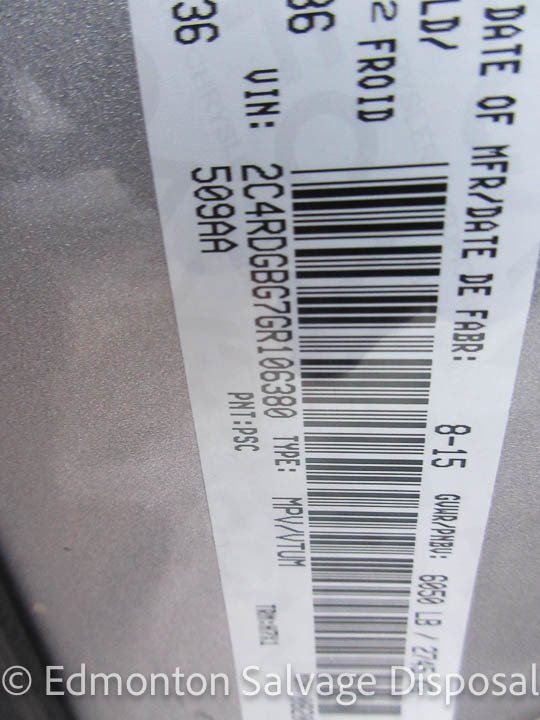 DATE OF MFR/DATE DE FABR: 8-15 GVWR/PNBV: 6050 LB
LD/
2 FROID
36 VIN: 2C4RDGBG7GR106380 TYPE: MPV/VTUM
509AA PNT:PSC
© Edmonton Salvage Disposal